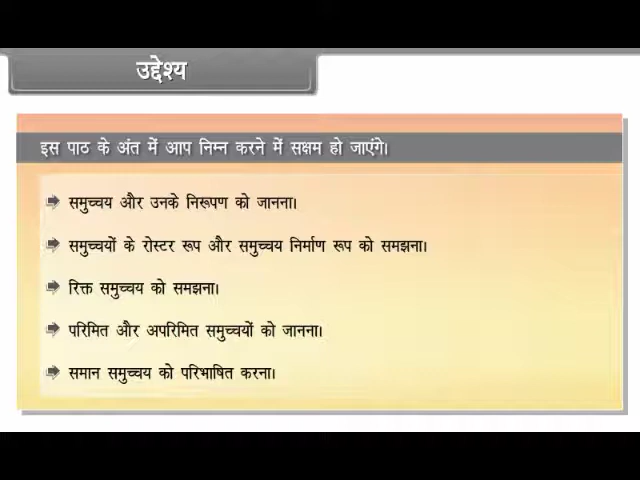 उद्देश्य
इस पाठ के अंत में आप निम्न करने में सक्षम हो जाएंगे।
समुच्चय और उनके निरूपण को जानना।
समुच्चयों के रोस्टर रूप और समुच्चय निर्माण रूप को समझना।
रिक्त समुच्चय को समझना।
परिमित और अपरिमित समुच्चयों को जानना।
समान समुच्चय को परिभाषित करना।